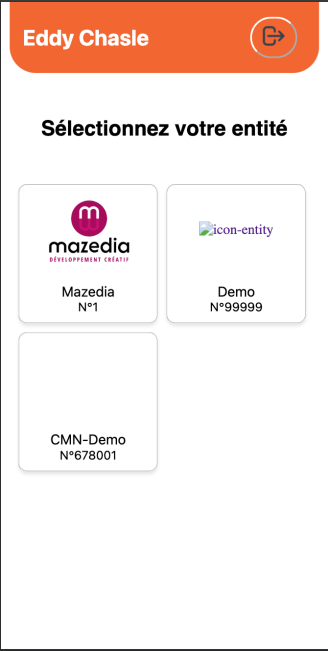 Eddy Chasle
Sélectionnez votre entité
m
mazedia
DÉVELOPPEMENT CRÉATIF
Mazedia
N°1
icon-entity
Demo
N°99999
CMN-Demo
N°678001